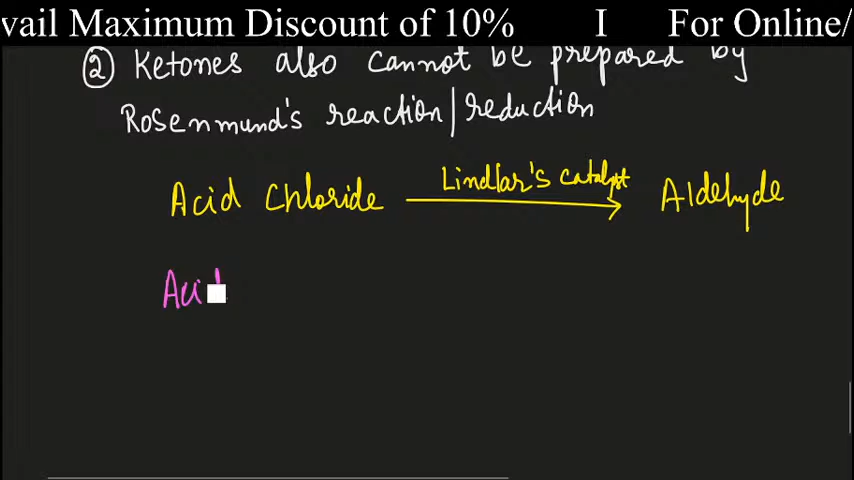 vail Maximum Discount of 10% I For Online/
② Ketones also cannot be prepared by
Rosenmund's reaction/reduction
Acid Chloride Lindlar's catalyst Aldehyde
Acid